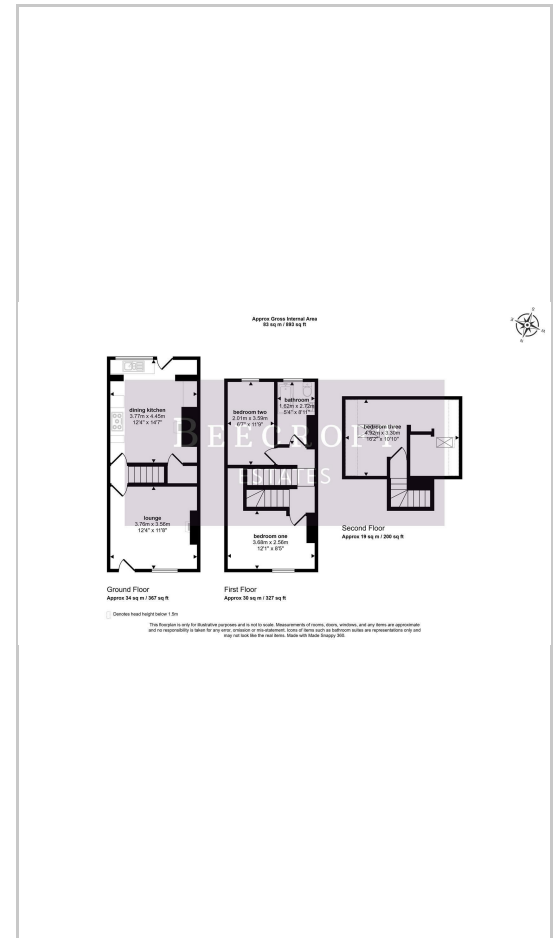 Approx Gross Internal Area
83 sq m / 893 sq ft
dining kitchen
3.77m x 4.45m
12'4" x 14'7"
lounge
3.76m x 3.56m
12'4" x 11'8"
Ground Floor
Approx 34 sq m / 367 sq ft
bedroom two
2.01m x 3.59m
6'7" x 11'9"
bathroom
1.62m x 2.72m
5'4" x 8'11"
bedroom one
3.68m x 2.56m
12'1" x 8'5"
First Floor
Approx 30 sq m / 327 sq ft
bedroom three
4.92m x 3.30m
16'2" x 10'10"
Second Floor
Approx 19 sq m / 200 sq ft
BEECROFT
ESTATES
Denotes head height below 1.5m
This floorplan is only for illustrative purposes and is not to scale. Measurements of rooms, doors, windows, and any items are approximate
and no responsibility is taken for any error, omission or mis-statement. Icons of items such as bathroom suites are representations only and
may not look like the real items. Made with Made Snappy 360.